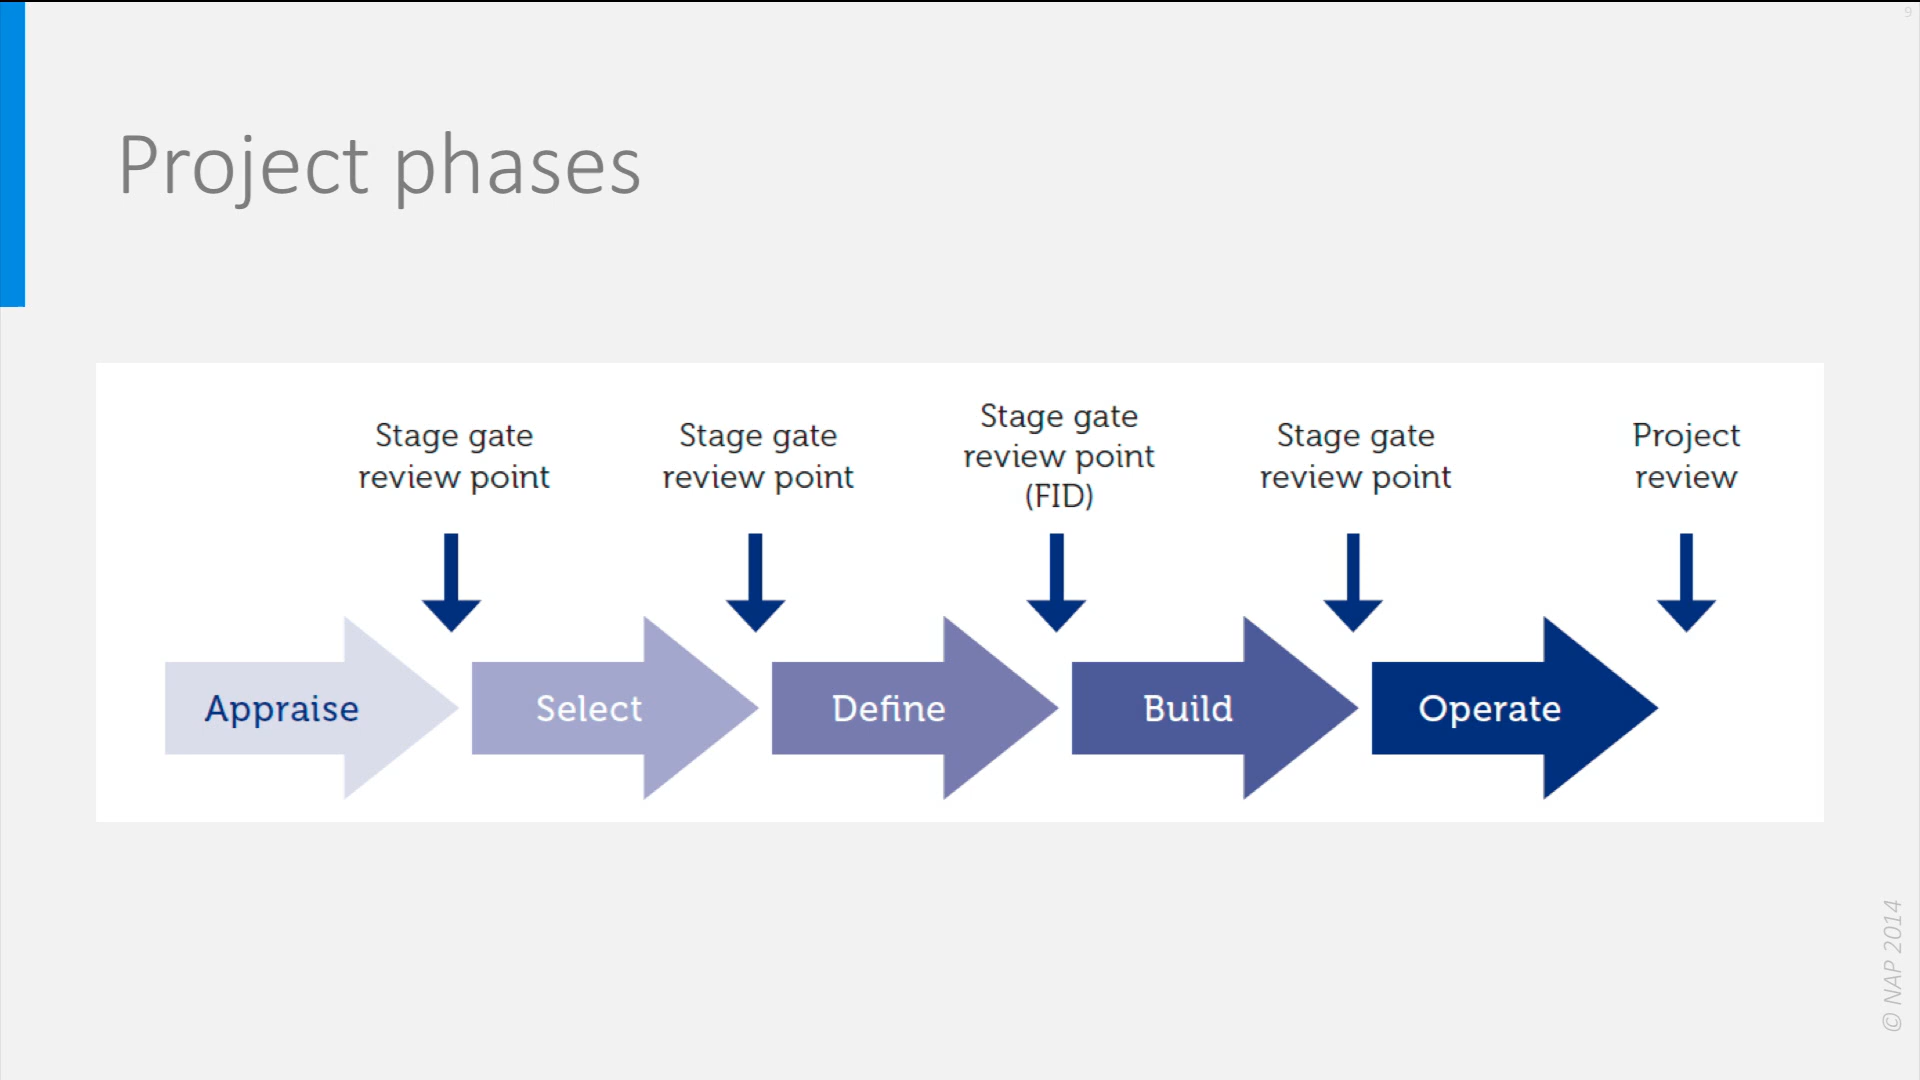 9
Project phases
Stage gate
review point
Stage gate
review point
Stage gate
review point
(FID)
Stage gate
review point
Project
review
Appraise
Select
Define
Build
Operate
© NAP 2014